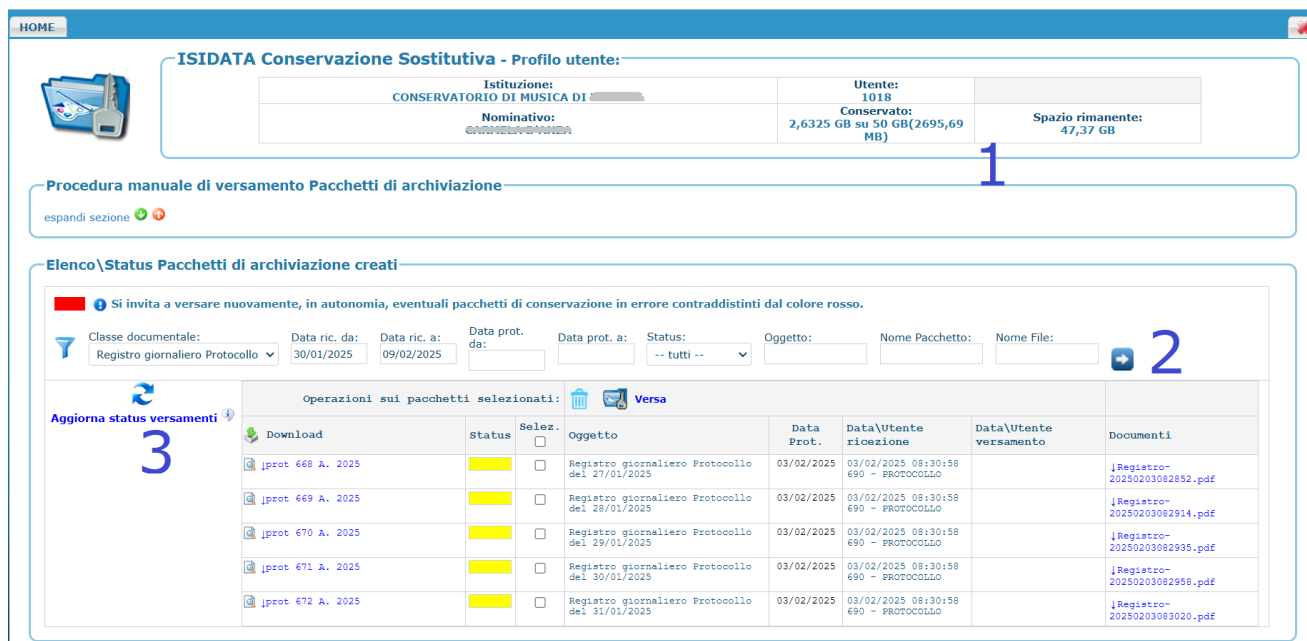 HOME
ISIDATA Conservazione Sostitutiva - Profilo utente:
Istituzione:
CONSERVATORIO DI MUSICA DI
Utente:
1018
Nominativo:
Conservato:
2,6325 GB su 50 GB(2695,69
MB)
Spazio rimanente:
47,37 GB
1
Procedura manuale di versamento Pacchetti di archiviazione
espandi sezione
Elenco\Status Pacchetti di archiviazione creati
Si invita a versare nuovamente, in autonomia, eventuali pacchetti di conservazione in errore contraddistinti dal colore rosso.
Classe documentale:
Registro giornaliero Protocollo
Data ric. da:
30/01/2025
Data ric. a:
09/02/2025
Data prot.
da:
Data prot. a:
Status:
-- tutti --
Oggetto:
Nome Pacchetto:
Nome File:
2
Aggiorna status versamenti
3
Operazioni sui pacchetti selezionati:
Versa
Download
Status
Selez.
Oggetto
Data
Prot.
Data\Utente
ricezione
Data\Utente
versamento
Documenti
↓prot 668 A. 2025
Registro giornaliero Protocollo
del 27/01/2025
03/02/2025
03/02/2025 08:30:58
690 - PROTOCOLLO
↓Registro-
20250203082852.pdf
↓prot 669 A. 2025
Registro giornaliero Protocollo
del 28/01/2025
03/02/2025
03/02/2025 08:30:58
690 - PROTOCOLLO
↓Registro-
20250203082914.pdf
↓prot 670 A. 2025
Registro giornaliero Protocollo
del 29/01/2025
03/02/2025
03/02/2025 08:30:58
690 - PROTOCOLLO
↓Registro-
20250203082935.pdf
↓prot 671 A. 2025
Registro giornaliero Protocollo
del 30/01/2025
03/02/2025
03/02/2025 08:30:58
690 - PROTOCOLLO
↓Registro-
20250203082958.pdf
↓prot 672 A. 2025
Registro giornaliero Protocollo
del 31/01/2025
03/02/2025
03/02/2025 08:30:58
690 - PROTOCOLLO
↓Registro-
20250203083020.pdf